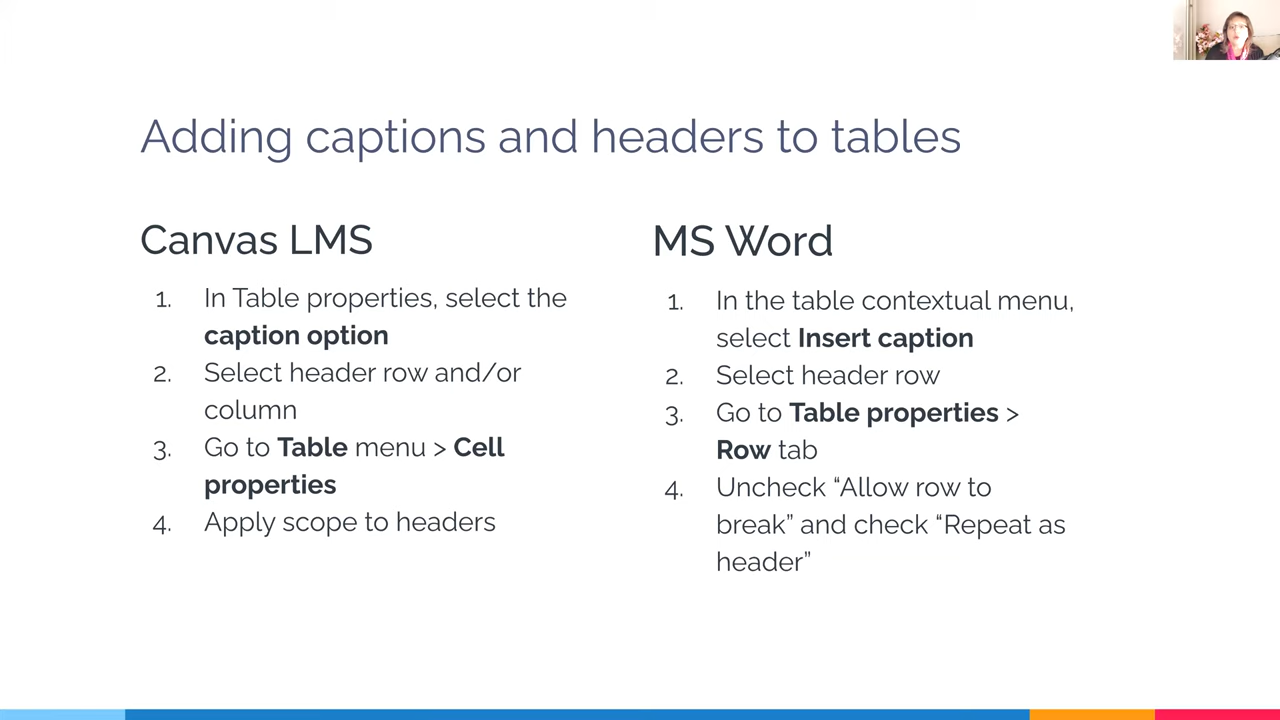 Adding captions and headers to tables
Canvas LMS
1. In Table properties, select the
caption option
2. Select header row and/or
column
3. Go to Table menu > Cell
properties
4. Apply scope to headers
MS Word
1. In the table contextual menu,
select Insert caption
2. Select header row
3. Go to Table properties >
Row tab
4. Uncheck “Allow row to
break” and check “Repeat as
header”